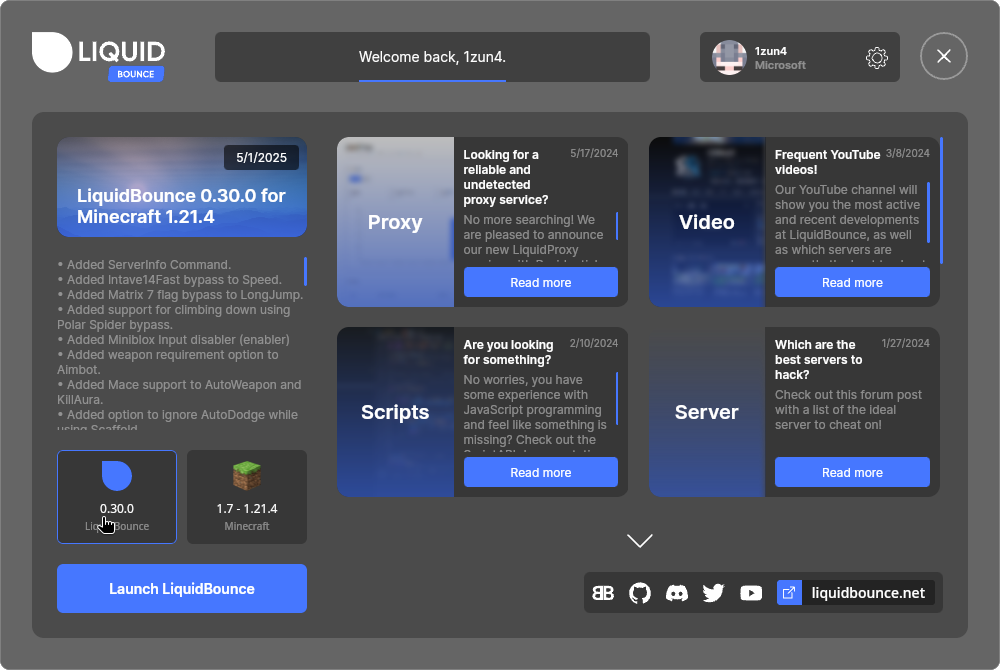 LIQUID
BOUNCE
Welcome back, 1zun4.
1zun4
Microsoft
5/1/2025
LiquidBounce 0.30.0 for
Minecraft 1.21.4
• Added ServerInfo Command.
• Added Intave14Fast bypass to Speed.
• Added Matrix 7 flag bypass to LongJump.
• Added support for climbing down using
Polar Spider bypass.
• Added Miniblox Input disabler (enabler)
• Added weapon requirement option to
Aimbot.
• Added Mace support to AutoWeapon and
KillAura.
• Added option to ignore AutoDodge while
using Scaffold
0.30.0
LiquidBounce
1.7 - 1.21.4
Minecraft
Launch LiquidBounce
Proxy
Looking for a
reliable and
undetected
proxy service?
5/17/2024
No more searching! We
are pleased to announce
our new LiquidProxy
Read more
Video
Frequent YouTube
videos!
3/8/2024
Our YouTube channel will
show you the most active
and recent developments
at LiquidBounce, as well
as which servers are
Read more
Scripts
Are you looking
for something?
2/10/2024
No worries, you have
some experience with
JavaScript programming
and feel like something is
missing? Check out the
Read more
Server
Which are the
best servers to
hack?
1/27/2024
Check out this forum post
with a list of the ideal
server to cheat on!
Read more
liquidbounce.net